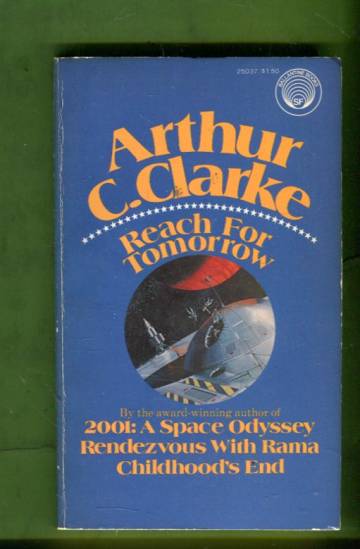 25037/$1.50
BALLANTINE BOOKS
SF
Arthur
C. Clarke
Reach For
Tomorrow
By the award-winning author of
2001: A Space Odyssey
Rendezvous With Rama
Childhood's End